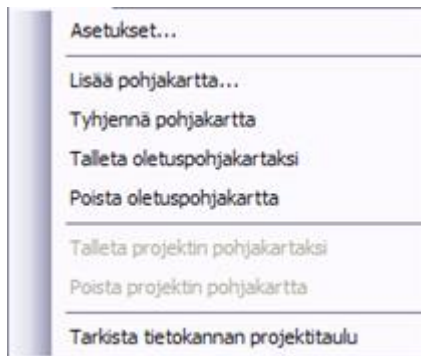 Asetukset...
Lisää pohjakartta...
Tyhjennä pohjakartta
Talleta oletuspohjakartaksi
Poista oletuspohjakartta
Talleta projektin pohjakartaksi
Poista projektin pohjakartta
Tarkista tietokannan projektitaulu